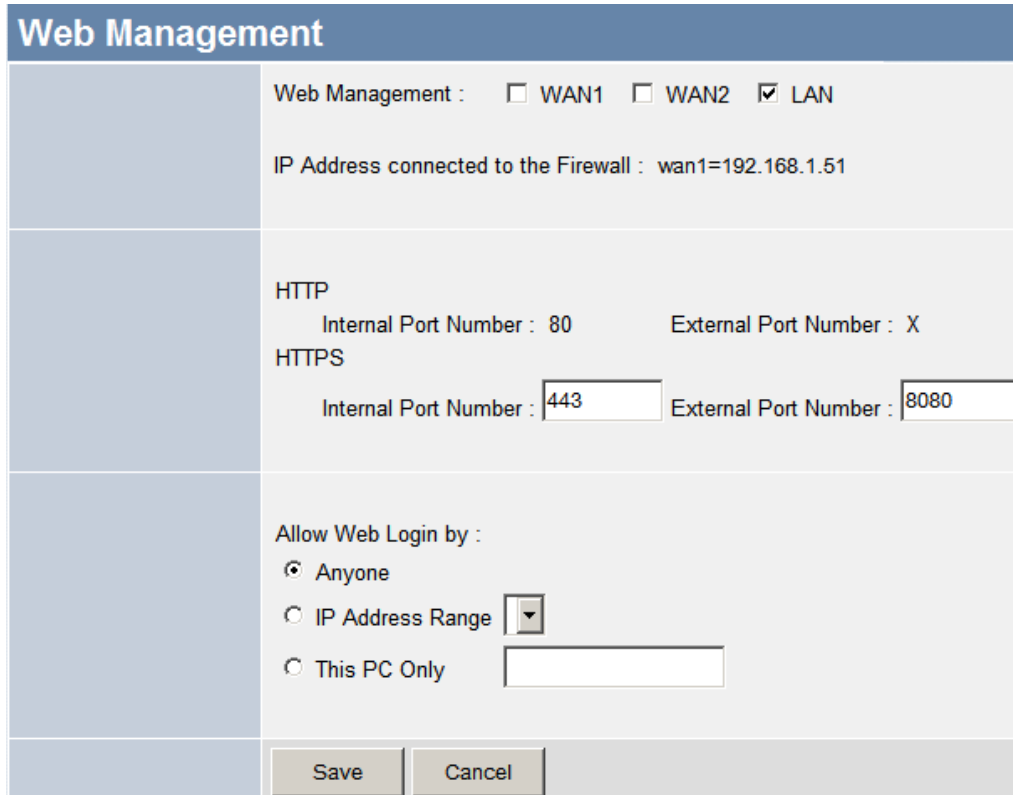 Web Management
Web Management : WAN1 WAN2 LAN
IP Address connected to the Firewall : wan1=192.168.1.51
HTTP
Internal Port Number : 80 External Port Number : X
HTTPS
Internal Port Number : 443 External Port Number : 8080
Allow Web Login by :
Anyone
IP Address Range
This PC Only
Save Cancel